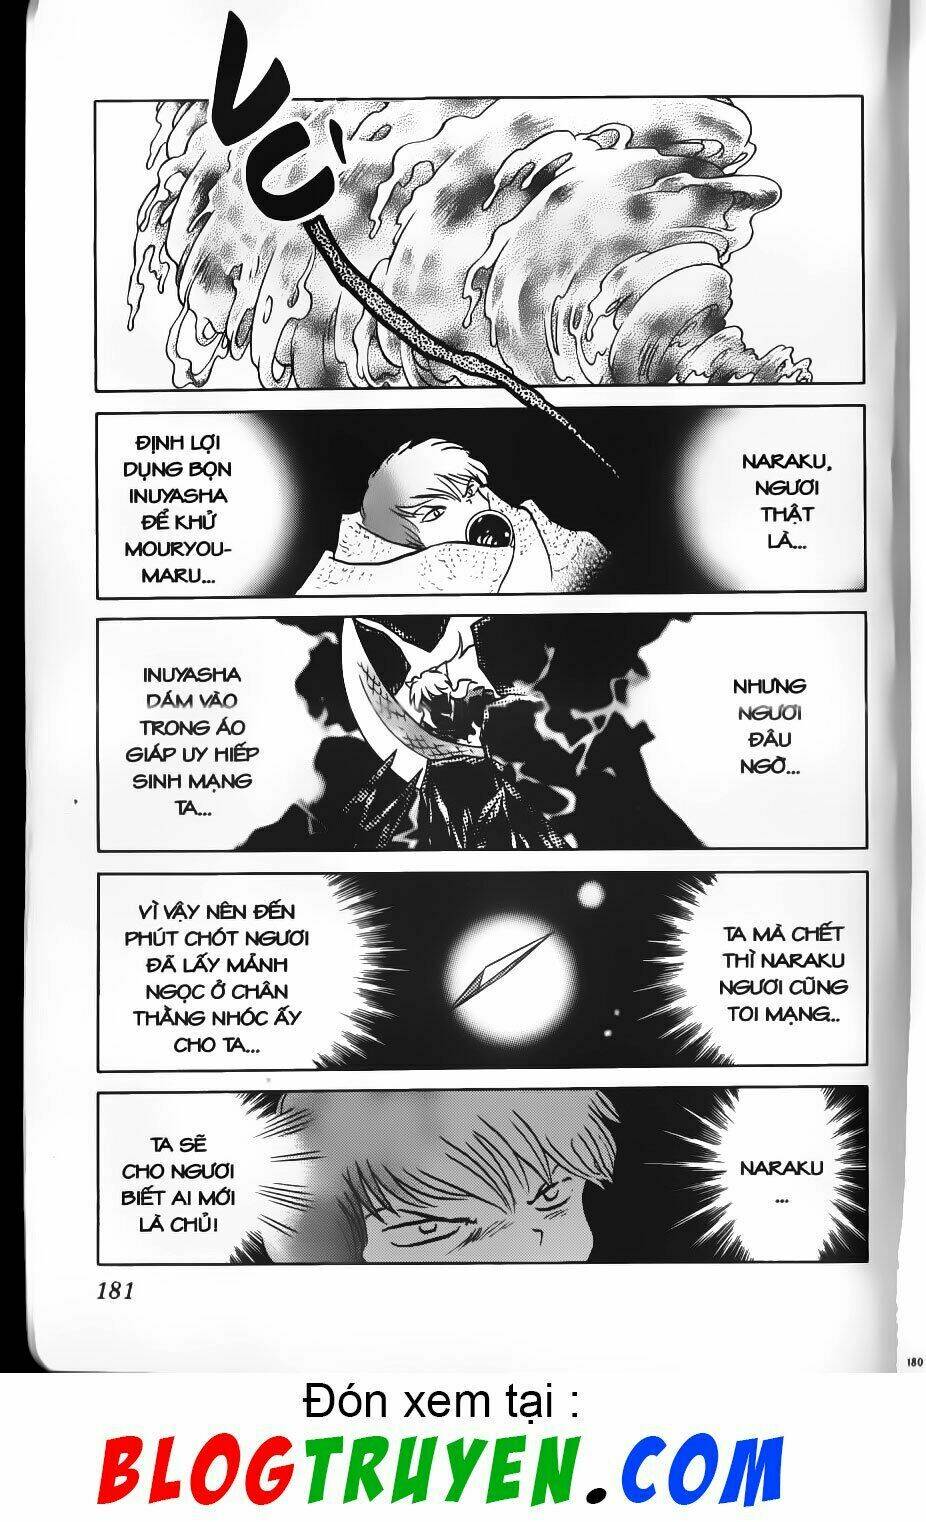 VÙ
NARAKU,
NGƯƠI
THẬT
LÀ...
ĐỊNH LỢI
DỤNG BỌN
INUYASHA
ĐỂ KHỬ
MOURYOU-
MARU...
NHƯNG
NGƯƠI
ĐÂU
NGỜ...
INUYASHA
DÁM VÀO
TRONG ÁO
GIÁP UY HIẾP
SINH MẠNG
TA...
TA MÀ CHẾT
THÌ NARAKU
NGƯƠI CŨNG
TOI MẠNG...
VÌ VẬY NÊN ĐẾN
PHÚT CHÓT NGƯƠI
ĐÃ LẤY MẢNH
NGỌC Ở CHÂN
THẰNG NHÓC ẤY
CHO TA...
NARAKU
...
TA SẼ
CHO NGƯƠI
BIẾT AI MỚI
LÀ CHỦ!
181
180
Đón xem tại :
BLOGTRUYEN.COM